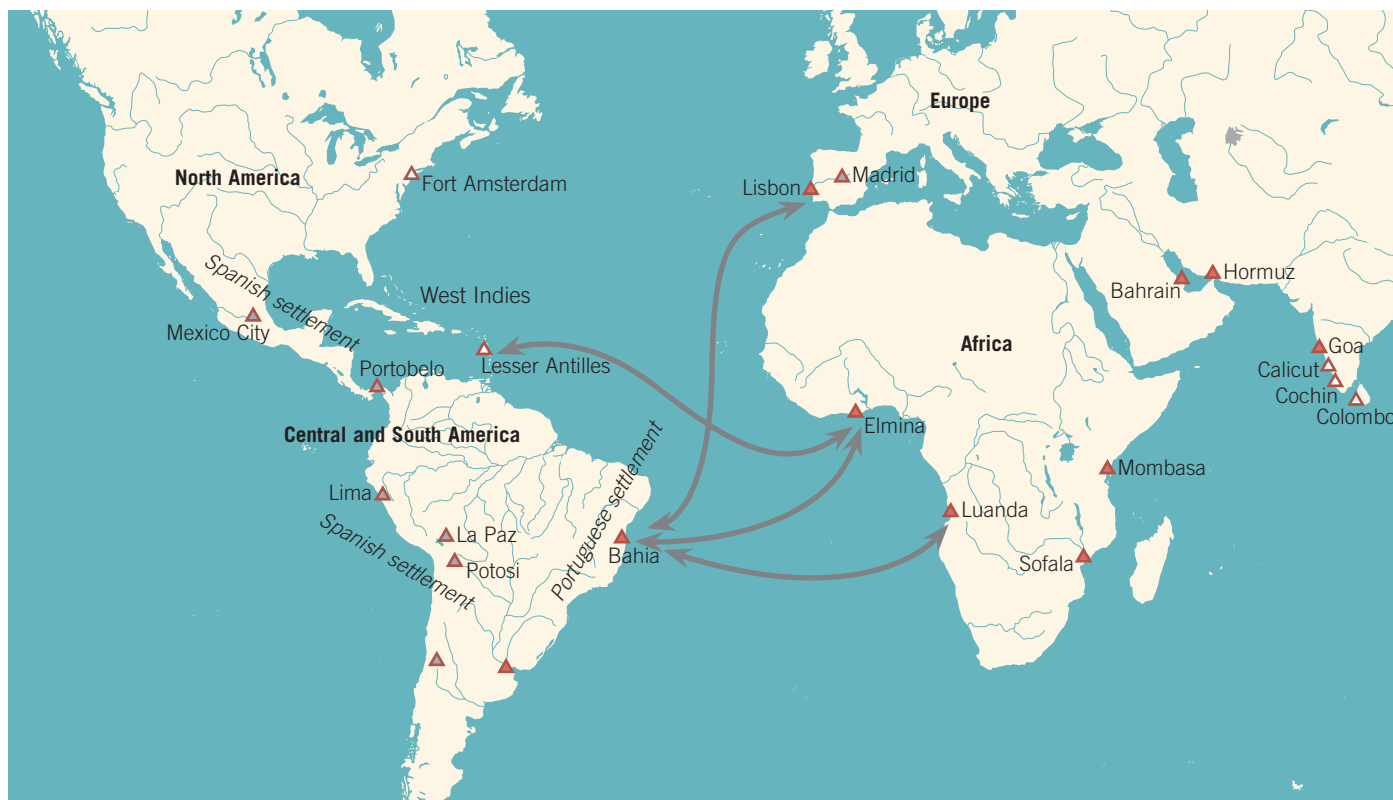 Europe
North America
Fort Amsterdam
Lisbon
Madrid
Spanish settlement
West Indies
Mexico City
Hormuz
Bahrain
Portobelo
Lesser Antilles
Africa
Goa
Calicut
Cochin
Colombo
Central and South America
Elmina
Portuguese settlement
Mombasa
Lima
Luanda
La Paz
Spanish settlement
Potosi
Bahia
Sofala